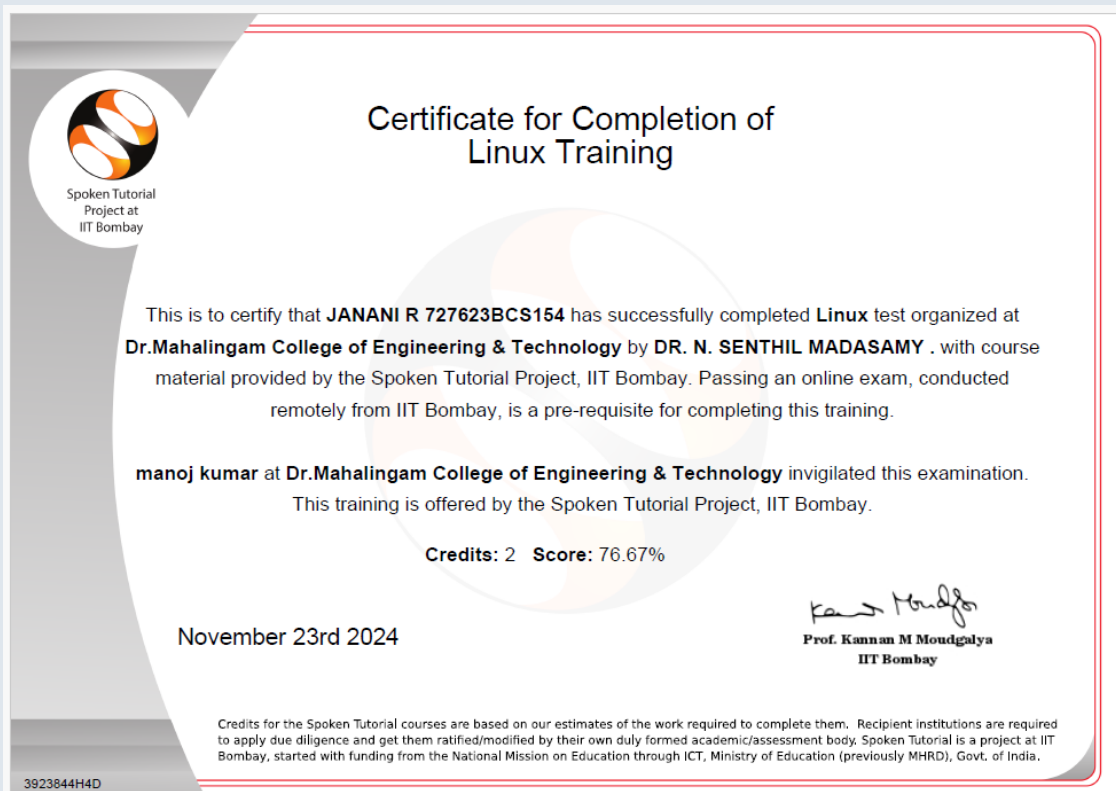 Spoken Tutorial
Project at
IIT Bombay
Certificate for Completion of
Linux Training
This is to certify that JANANI R 727623BCS154 has successfully completed Linux test organized at
Dr.Mahalingam College of Engineering & Technology by DR. N. SENTHIL MADASAMY . with course
material provided by the Spoken Tutorial Project, IIT Bombay. Passing an online exam, conducted
remotely from IIT Bombay, is a pre-requisite for completing this training.
manoj kumar at Dr.Mahalingam College of Engineering & Technology invigilated this examination.
This training is offered by the Spoken Tutorial Project, IIT Bombay.
Credits: 2 Score: 76.67%
November 23rd 2024
Prof. Kannan M Moudgalya
IIT Bombay
Credits for the Spoken Tutorial courses are based on our estimates of the work required to complete them. Recipient institutions are required
to apply due diligence and get them ratified/modified by their own duly formed academic/assessment body. Spoken Tutorial is a project at IIT
Bombay, started with funding from the National Mission on Education through ICT, Ministry of Education (previously MHRD), Govt. of India.
3923844H4D